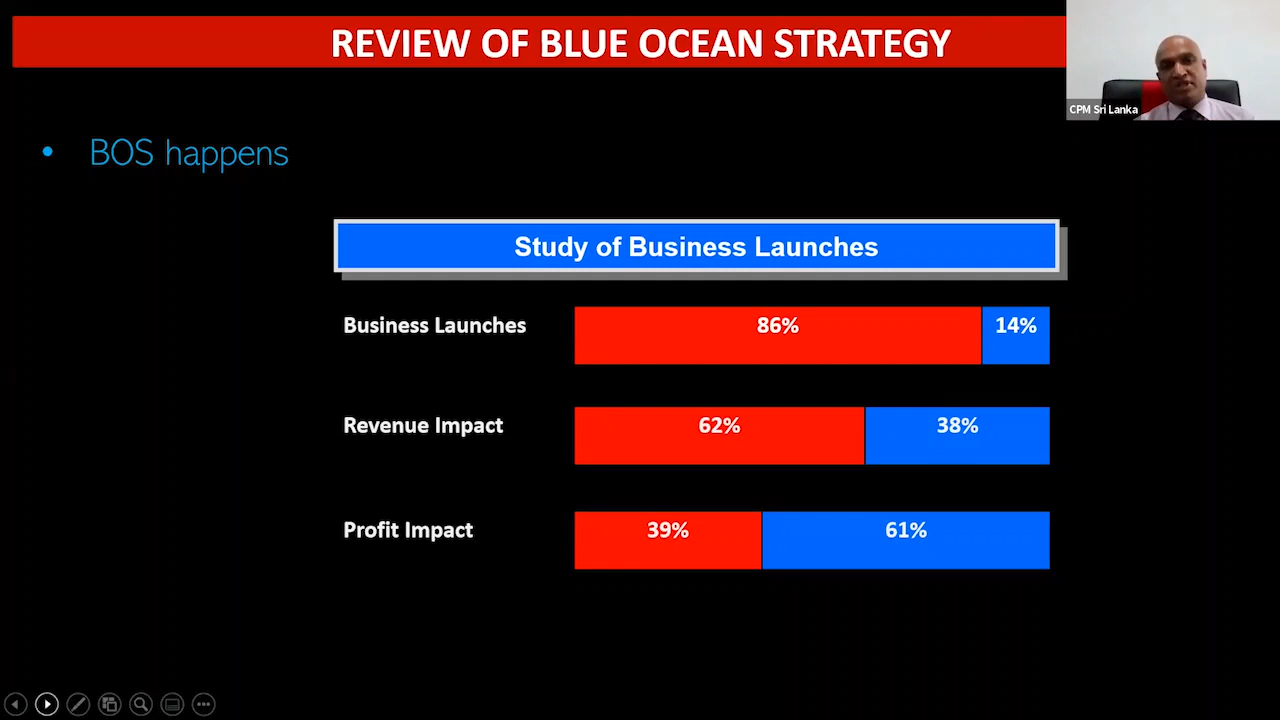 REVIEW OF BLUE OCEAN STRATEGY
CPM Sri Lanka
• BOS happens
Study of Business Launches
Business Launches 86% 14%
Revenue Impact 62% 38%
Profit Impact 39% 61%